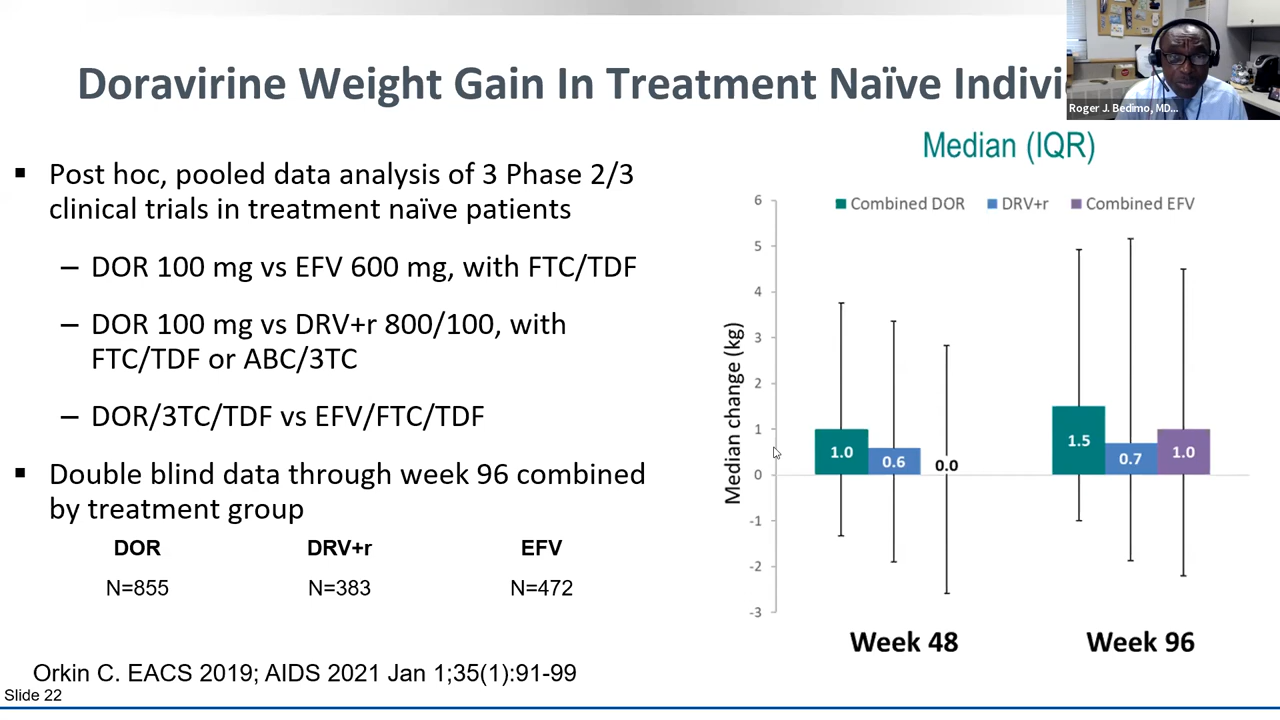 Doravirine Weight Gain In Treatment Naïve Indivi
Roger J. Bedimo, MD...
▪ Post hoc, pooled data analysis of 3 Phase 2/3
clinical trials in treatment naïve patients
– DOR 100 mg vs EFV 600 mg, with FTC/TDF
– DOR 100 mg vs DRV+r 800/100, with
FTC/TDF or ABC/3TC
– DOR/3TC/TDF vs EFV/FTC/TDF
▪ Double blind data through week 96 combined
by treatment group
DOR DRV+r EFV
N=855 N=383 N=472
Orkin C. EACS 2019; AIDS 2021 Jan 1;35(1):91-99
Slide 22
Median (IQR)
Combined DOR DRV+r Combined EFV
Median change (kg)
6
5
4
3
2
1
0
-1
-2
-3
1.0 0.6 0.0 1.5 0.7 1.0
Week 48 Week 96